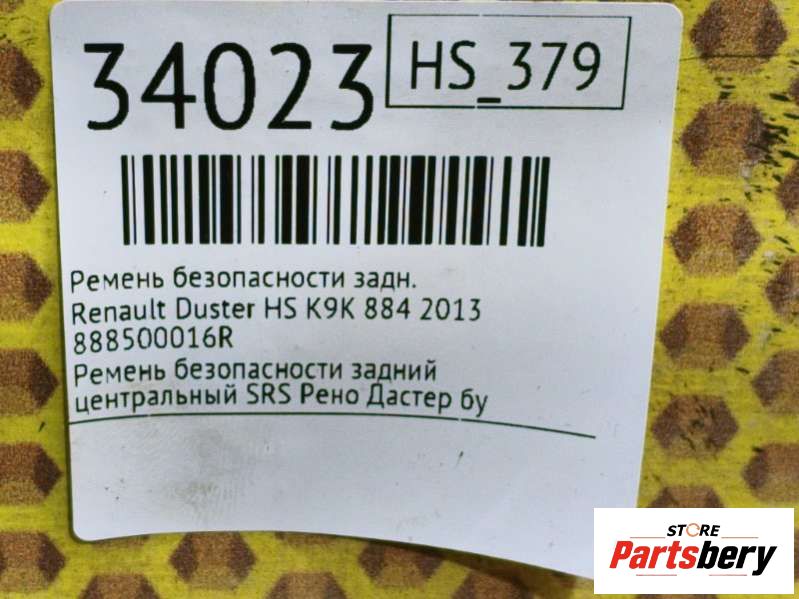 34023
HS_379
Ремень безопасности задн.
Renault Duster HS K9K 884 2013
888500016R
Ремень безопасности задний
центральный SRS Рено Дастер бу
STORE
Partsbery